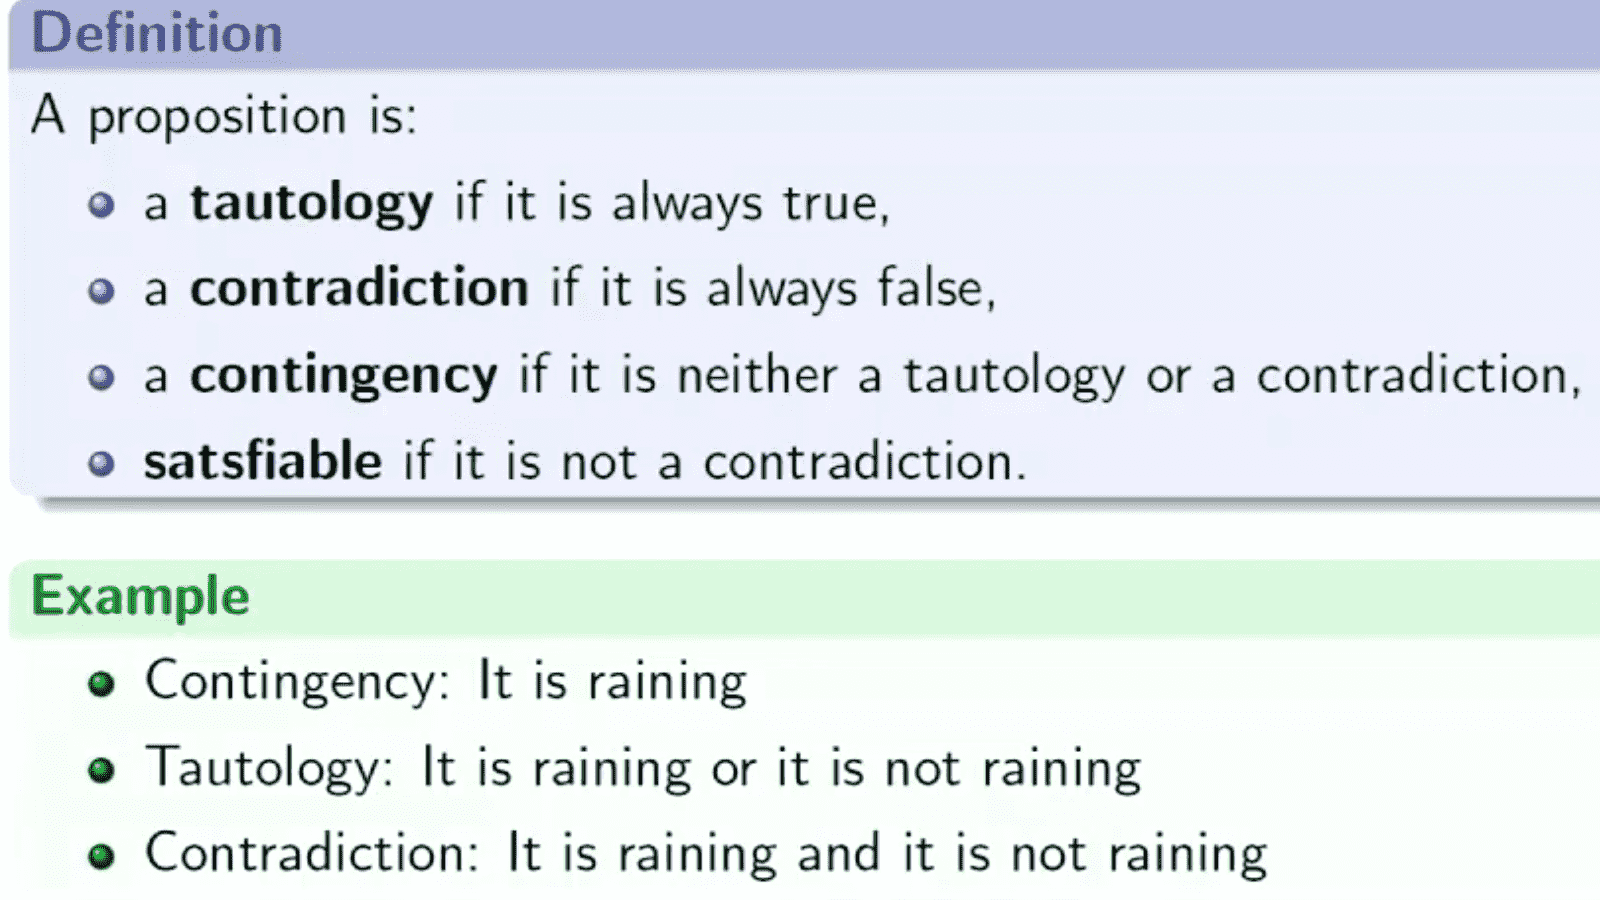 Definition
A proposition is:
a tautology if it is always true,
a contradiction if it is always false,
a contingency if it is neither a tautology or a contradiction,
satsfiable if it is not a contradiction.
Example
Contingency: It is raining
Tautology: It is raining or it is not raining
Contradiction: It is raining and it is not raining